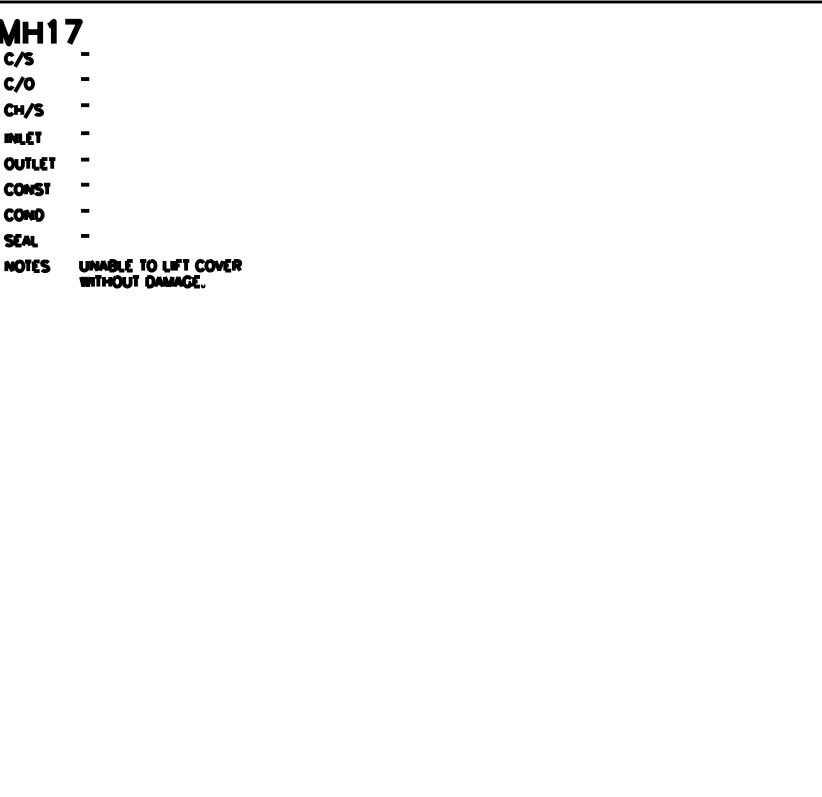 MH17
C/S -
C/O -
CH/S -
INLET -
OUTLET -
CONST -
COND -
SEAL -
NOTES UNABLE TO LIFT COVER
WITHOUT DAMAGE.